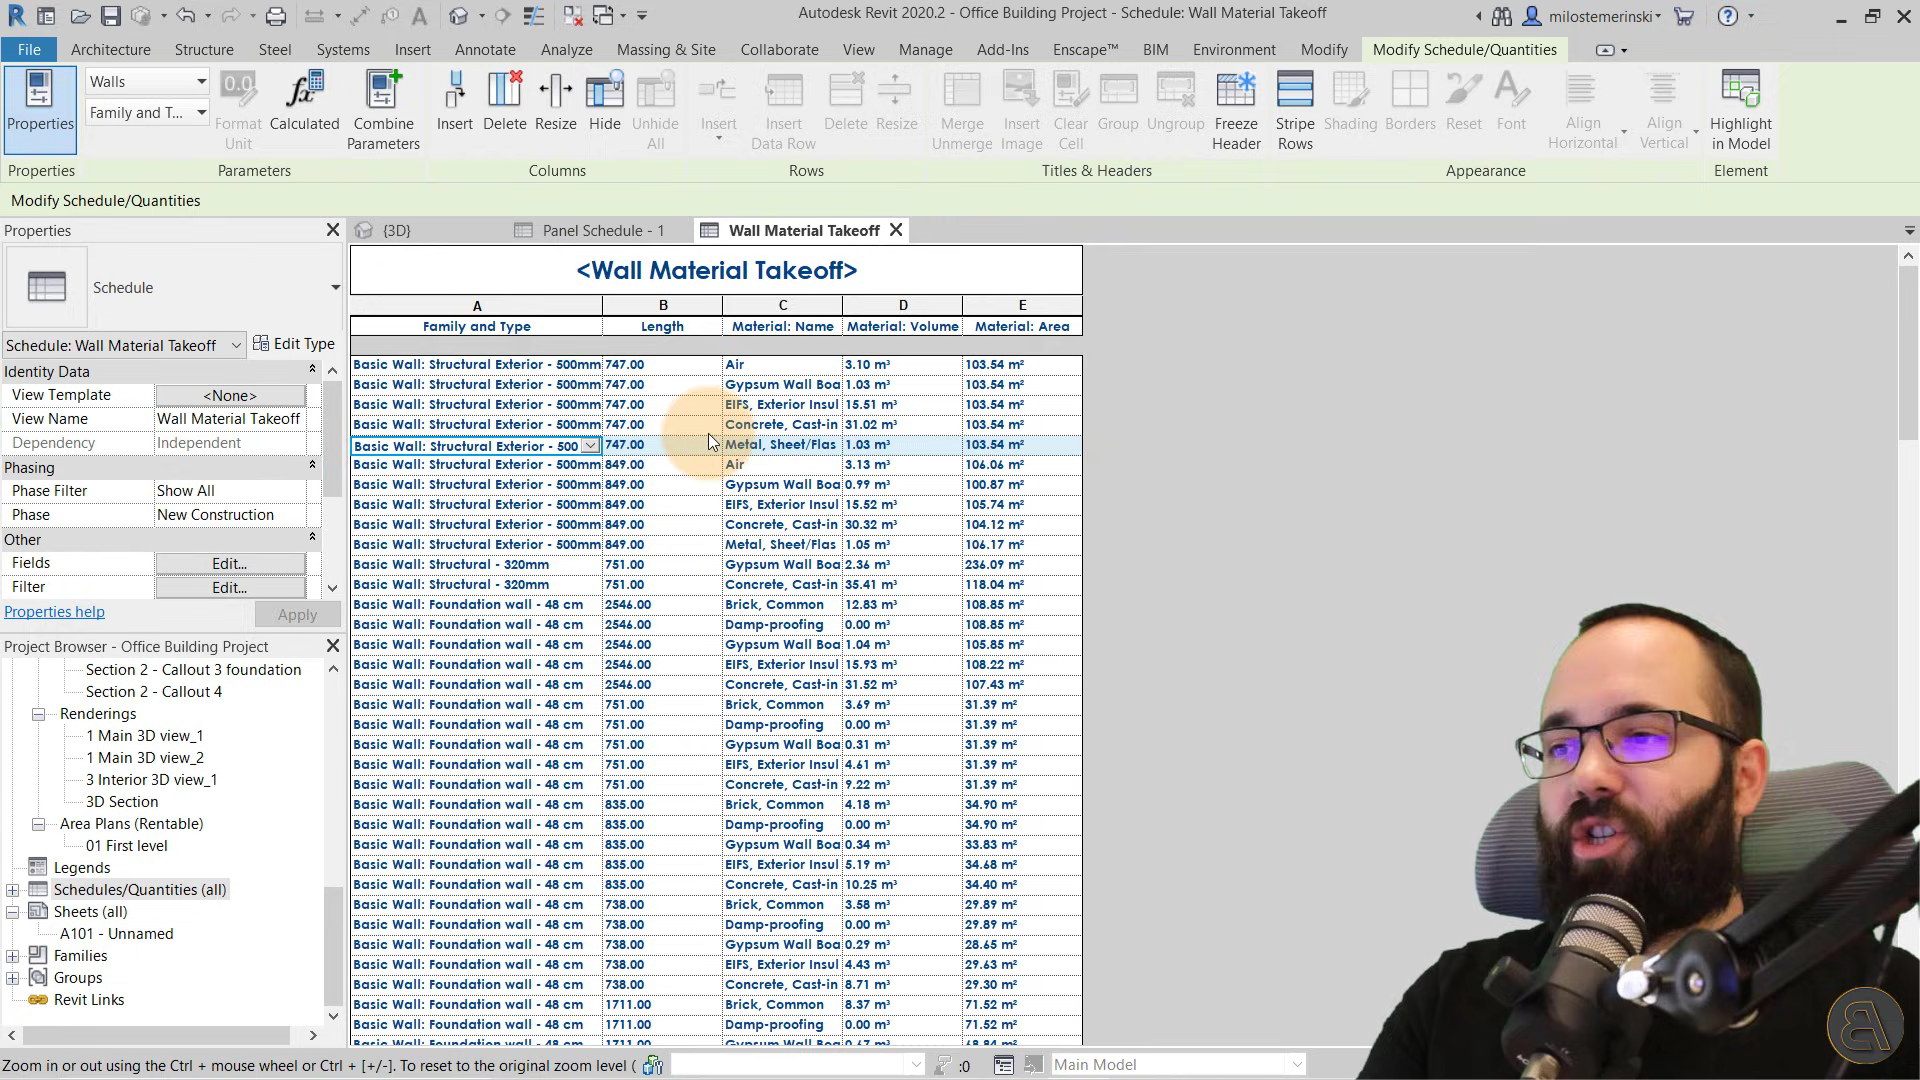 Autodesk Revit 2020.2 - Office Building Project - Schedule: Wall Material Takeoff
milostemerinski
File Architecture Structure Steel Systems Insert Annotate Analyze Massing & Site Collaborate View Manage Add-Ins Enscape™ BIM Environment Modify Modify Schedule/Quantities
Walls
Family and T...
Properties
Format Unit
Calculated
Combine Parameters
Insert
Delete
Resize
Hide
Unhide All
Insert
Insert Data Row
Delete
Resize
Merge Unmerge
Insert Image
Clear Cell
Group
Ungroup
Freeze Header
Stripe Rows
Shading
Borders
Reset
Font
Align Horizontal
Align Vertical
Highlight in Model
Properties Parameters Columns Rows Titles & Headers Appearance Element
Modify Schedule/Quantities
Properties
Schedule
Schedule: Wall Material Takeoff
Edit Type
Identity Data
View Template <None>
View Name Wall Material Takeoff
Dependency Independent
Phasing
Phase Filter Show All
Phase New Construction
Other
Fields Edit...
Filter Edit...
Properties help
Apply
Project Browser - Office Building Project
Section 2 - Callout 3 foundation
Section 2 - Callout 4
Renderings
1 Main 3D view_1
1 Main 3D view_2
3 Interior 3D view_1
3D Section
Area Plans (Rentable)
01 First level
Legends
Schedules/Quantities (all)
Sheets (all)
A101 - Unnamed
Families
Groups
Revit Links
{3D} Panel Schedule - 1 Wall Material Takeoff
<Wall Material Takeoff>
A B C D E
Family and Type Length Material: Name Material: Volume Material: Area
Basic Wall: Structural Exterior - 500mm 747.00 Air 3.10 m³ 103.54 m²
Basic Wall: Structural Exterior - 500mm 747.00 Gypsum Wall Boa 1.03 m³ 103.54 m²
Basic Wall: Structural Exterior - 500mm 747.00 EIFS, Exterior Insul 15.51 m³ 103.54 m²
Basic Wall: Structural Exterior - 500mm 747.00 Concrete, Cast-in 31.02 m³ 103.54 m²
Basic Wall: Structural Exterior - 500 747.00 Metal, Sheet/Flas 1.03 m³ 103.54 m²
Basic Wall: Structural Exterior - 500mm 849.00 Air 3.13 m³ 106.06 m²
Basic Wall: Structural Exterior - 500mm 849.00 Gypsum Wall Boa 0.99 m³ 100.87 m²
Basic Wall: Structural Exterior - 500mm 849.00 EIFS, Exterior Insul 15.52 m³ 105.74 m²
Basic Wall: Structural Exterior - 500mm 849.00 Concrete, Cast-in 30.32 m³ 104.12 m²
Basic Wall: Structural Exterior - 500mm 849.00 Metal, Sheet/Flas 1.05 m³ 106.17 m²
Basic Wall: Structural - 320mm 751.00 Gypsum Wall Boa 2.36 m³ 236.09 m²
Basic Wall: Structural - 320mm 751.00 Concrete, Cast-in 35.41 m³ 118.04 m²
Basic Wall: Foundation wall - 48 cm 2546.00 Brick, Common 12.83 m³ 108.85 m²
Basic Wall: Foundation wall - 48 cm 2546.00 Damp-proofing 0.00 m³ 108.85 m²
Basic Wall: Foundation wall - 48 cm 2546.00 Gypsum Wall Boa 1.04 m³ 105.85 m²
Basic Wall: Foundation wall - 48 cm 2546.00 EIFS, Exterior Insul 15.93 m³ 108.22 m²
Basic Wall: Foundation wall - 48 cm 2546.00 Concrete, Cast-in 31.52 m³ 107.43 m²
Basic Wall: Foundation wall - 48 cm 751.00 Brick, Common 3.69 m³ 31.39 m²
Basic Wall: Foundation wall - 48 cm 751.00 Damp-proofing 0.00 m³ 31.39 m²
Basic Wall: Foundation wall - 48 cm 751.00 Gypsum Wall Boa 0.31 m³ 31.39 m²
Basic Wall: Foundation wall - 48 cm 751.00 EIFS, Exterior Insul 4.61 m³ 31.39 m²
Basic Wall: Foundation wall - 48 cm 751.00 Concrete, Cast-in 9.22 m³ 31.39 m²
Basic Wall: Foundation wall - 48 cm 835.00 Brick, Common 4.18 m³ 34.90 m²
Basic Wall: Foundation wall - 48 cm 835.00 Damp-proofing 0.00 m³ 34.90 m²
Basic Wall: Foundation wall - 48 cm 835.00 Gypsum Wall Boa 0.34 m³ 33.83 m²
Basic Wall: Foundation wall - 48 cm 835.00 EIFS, Exterior Insul 5.19 m³ 34.68 m²
Basic Wall: Foundation wall - 48 cm 835.00 Concrete, Cast-in 10.25 m³ 34.40 m²
Basic Wall: Foundation wall - 48 cm 738.00 Brick, Common 3.58 m³ 29.89 m²
Basic Wall: Foundation wall - 48 cm 738.00 Damp-proofing 0.00 m³ 29.89 m²
Basic Wall: Foundation wall - 48 cm 738.00 Gypsum Wall Boa 0.29 m³ 28.65 m²
Basic Wall: Foundation wall - 48 cm 738.00 EIFS, Exterior Insul 4.43 m³ 29.63 m²
Basic Wall: Foundation wall - 48 cm 738.00 Concrete, Cast-in 8.71 m³ 29.30 m²
Basic Wall: Foundation wall - 48 cm 1711.00 Brick, Common 8.37 m³ 71.52 m²
Basic Wall: Foundation wall - 48 cm 1711.00 Damp-proofing 0.00 m³ 71.52 m²
Zoom in or out using the Ctrl + mouse wheel or Ctrl + [+/-]. To reset to the original zoom level ( :0 Main Model